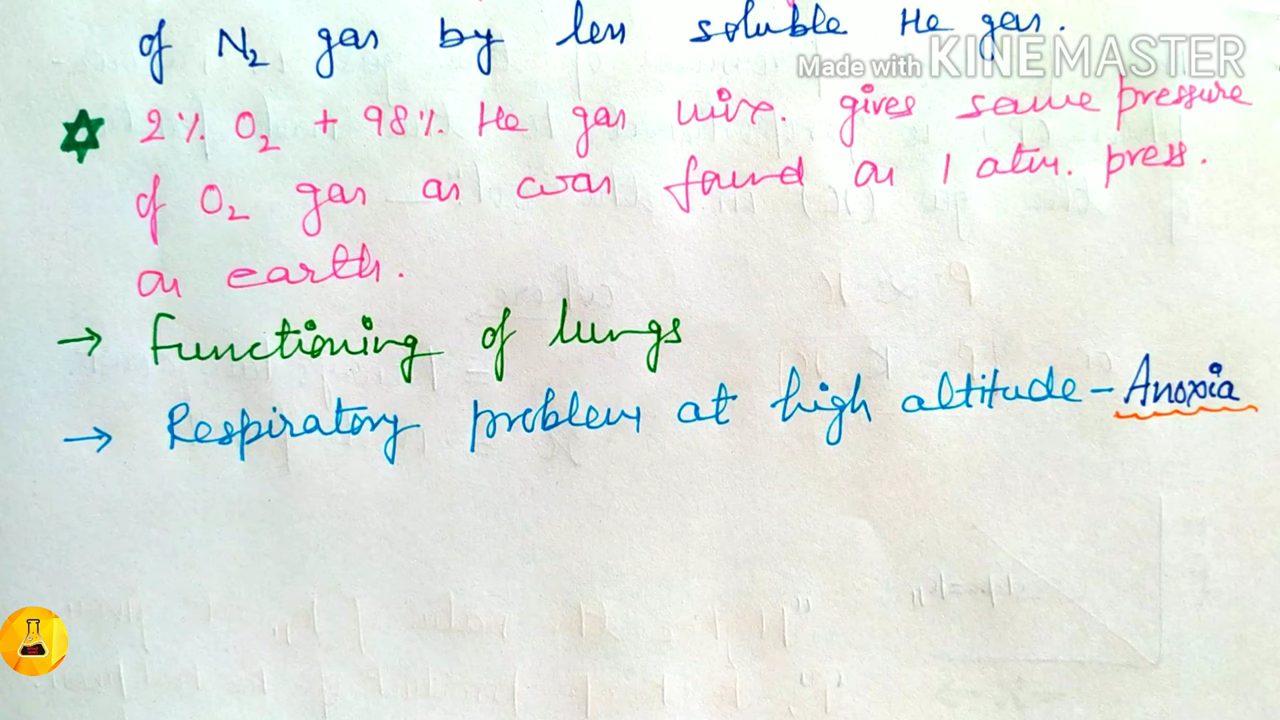 of N₂ gas by less soluble He gas.
Made with KINEMASTER
2% O₂ + 98% He gas mix. gives same pressure
of O₂ gas as was found on 1 atm. press.
on earth.
→ Functioning of lungs
→ Respiratory problem at high altitude - Anoxia